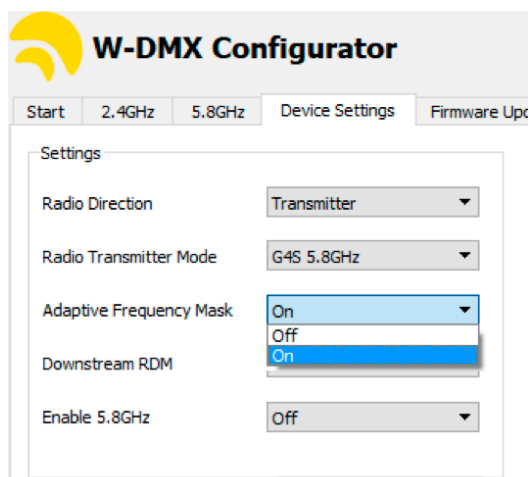 W-DMX Configurator
Start 2.4GHz 5.8GHz Device Settings Firmware Upd
Settings
Radio Direction Transmitter
Radio Transmitter Mode G4S 5.8GHz
Adaptive Frequency Mask On
Off
On
Downstream RDM
Enable 5.8GHz Off